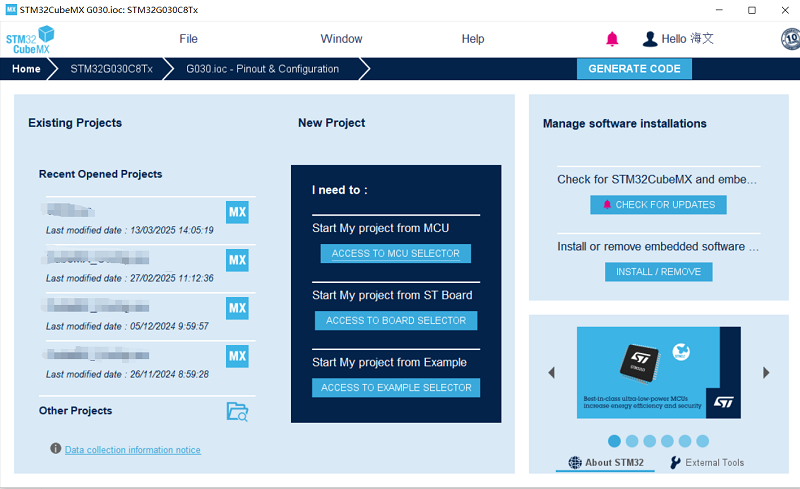 STM32CubeMX G030.ioc: STM32G030C8Tx
STM32
CubeMX
File
Window
Help
Hello 海文
10
Home
STM32G030C8Tx
G030.ioc - Pinout & Configuration
GENERATE CODE
Existing Projects
Recent Opened Projects
MX
Last modified date : 13/03/2025 14:05:19
MX
Last modified date : 27/02/2025 11:12:36
MX
Last modified date : 05/12/2024 9:59:57
MX
Last modified date : 26/11/2024 8:59:28
Other Projects
Data collection information notice
New Project
I need to :
Start My project from MCU
ACCESS TO MCU SELECTOR
Start My project from ST Board
ACCESS TO BOARD SELECTOR
Start My project from Example
ACCESS TO EXAMPLE SELECTOR
Manage software installations
Check for STM32CubeMX and embe...
CHECK FOR UPDATES
Install or remove embedded software ...
INSTALL / REMOVE
ST
Best-in-class ultra-low-power MCUs
increase energy efficiency and security
ST
About STM32
External Tools